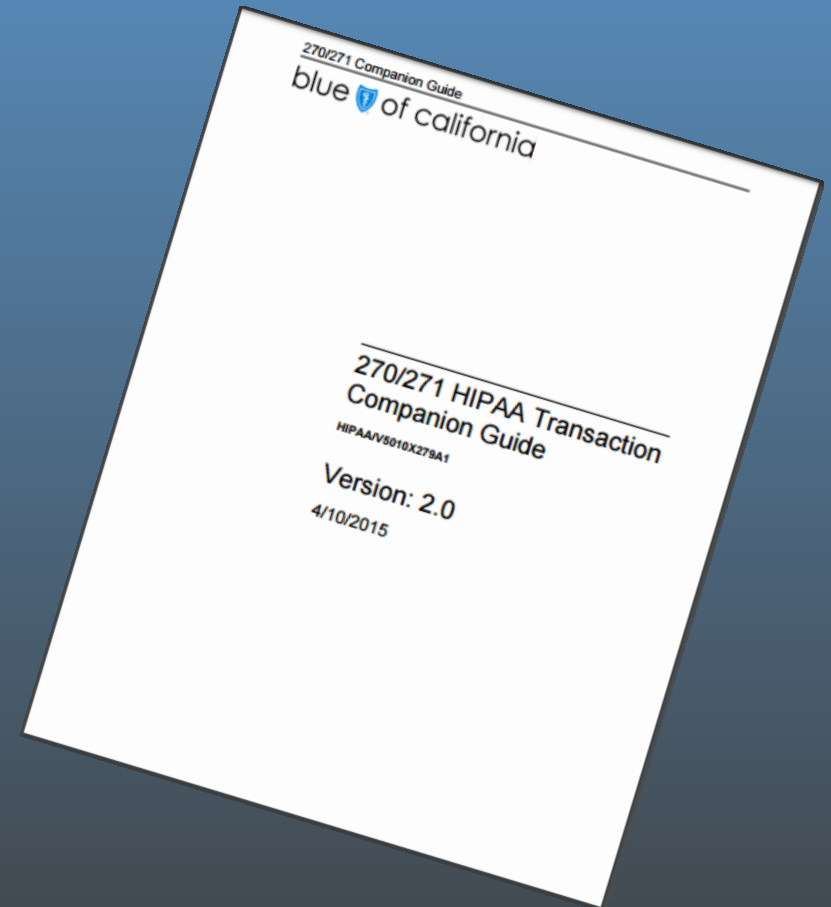 270/271 Companion Guide
blue of california
270/271 HIPAA Transaction
Companion Guide
HIPAA/V5010X279A1
Version: 2.0
4/10/2015